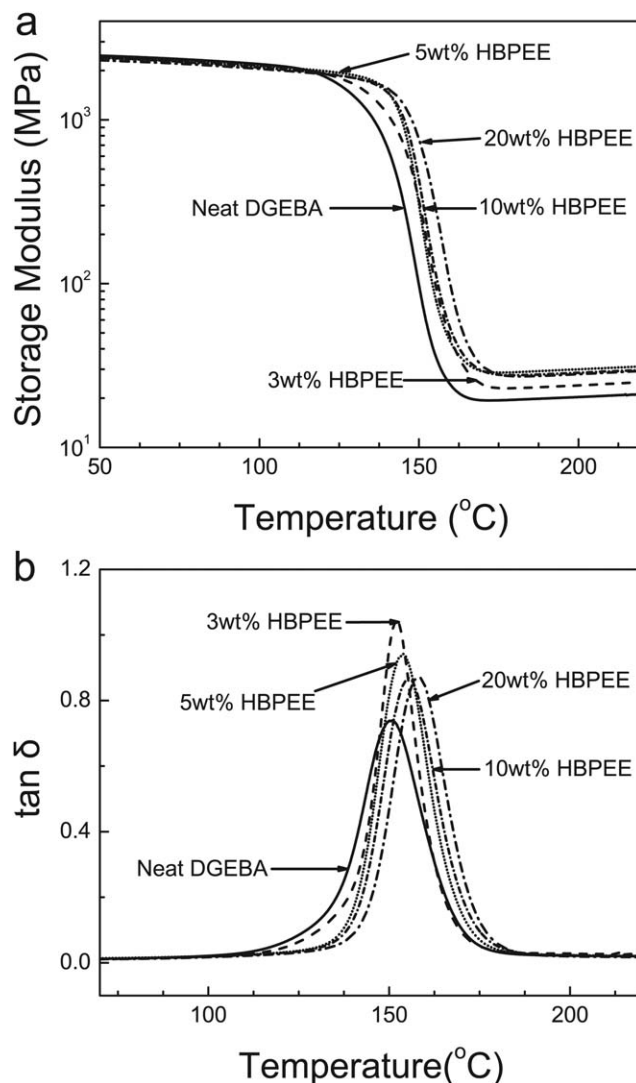 a
Storage Modulus (MPa)
10³
10²
10¹
5wt% HBPEE
20wt% HBPEE
Neat DGEBA
10wt% HBPEE
3wt% HBPEE
50
100
150
200
Temperature (°C)
b
tan δ
1.2
0.8
0.4
0.0
3wt% HBPEE
5wt% HBPEE
20wt% HBPEE
10wt% HBPEE
Neat DGEBA
100
150
200
Temperature(°C)